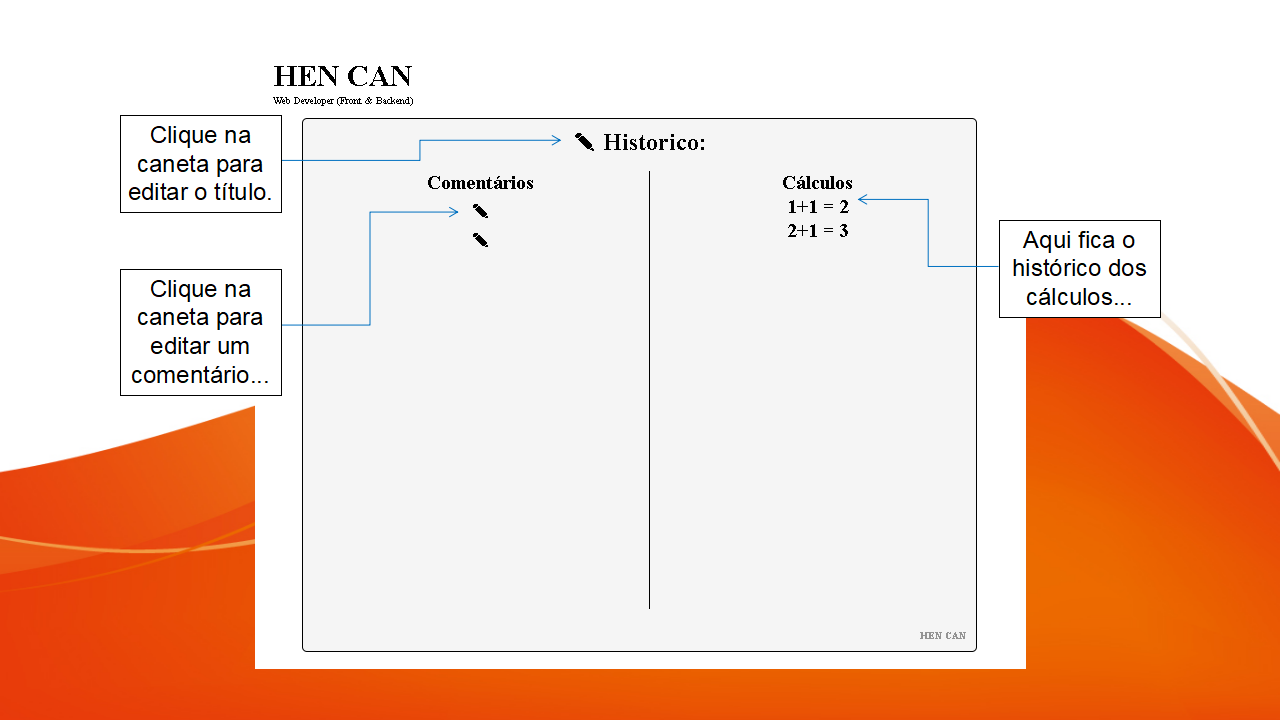 HEN CAN
Web Developer (Front & Backend)
Clique na
caneta para
editar o título.
Historico:
Comentários
Cálculos
1+1 = 2
2+1 = 3
Clique na
caneta para
editar um
comentário...
Aqui fica o
histórico dos
cálculos...
HEN CAN